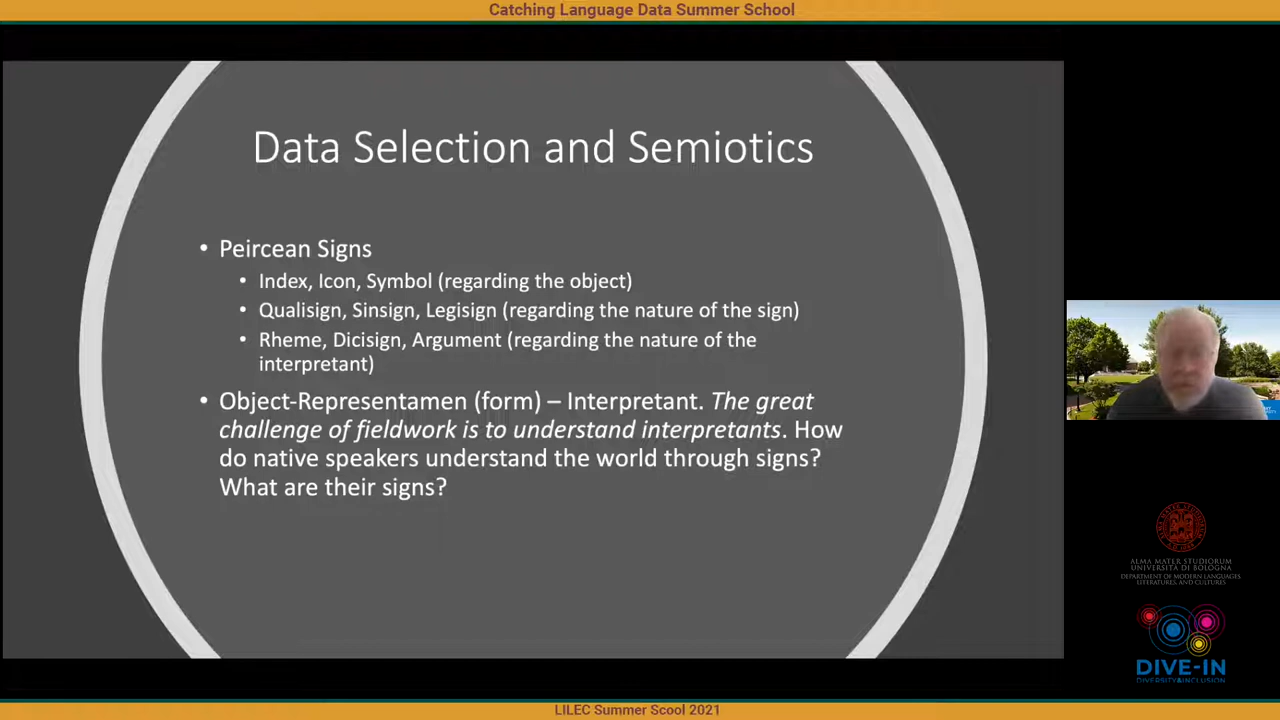 Catching Language Data Summer School
Data Selection and Semiotics
• Peircean Signs
• Index, Icon, Symbol (regarding the object)
• Qualisign, Sinsign, Legisign (regarding the nature of the sign)
• Rheme, Dicisign, Argument (regarding the nature of the
interpretant)
• Object-Representamen (form) – Interpretant. The great
challenge of fieldwork is to understand interpretants. How
do native speakers understand the world through signs?
What are their signs?
ALMA MATER STUDIORUM
UNIVERSITÀ DI BOLOGNA
DEPARTMENT OF MODERN LANGUAGES,
LITERATURES, AND CULTURES
DIVE-IN
DIVERSITY&INCLUSION
LILEC Summer Scool 2021